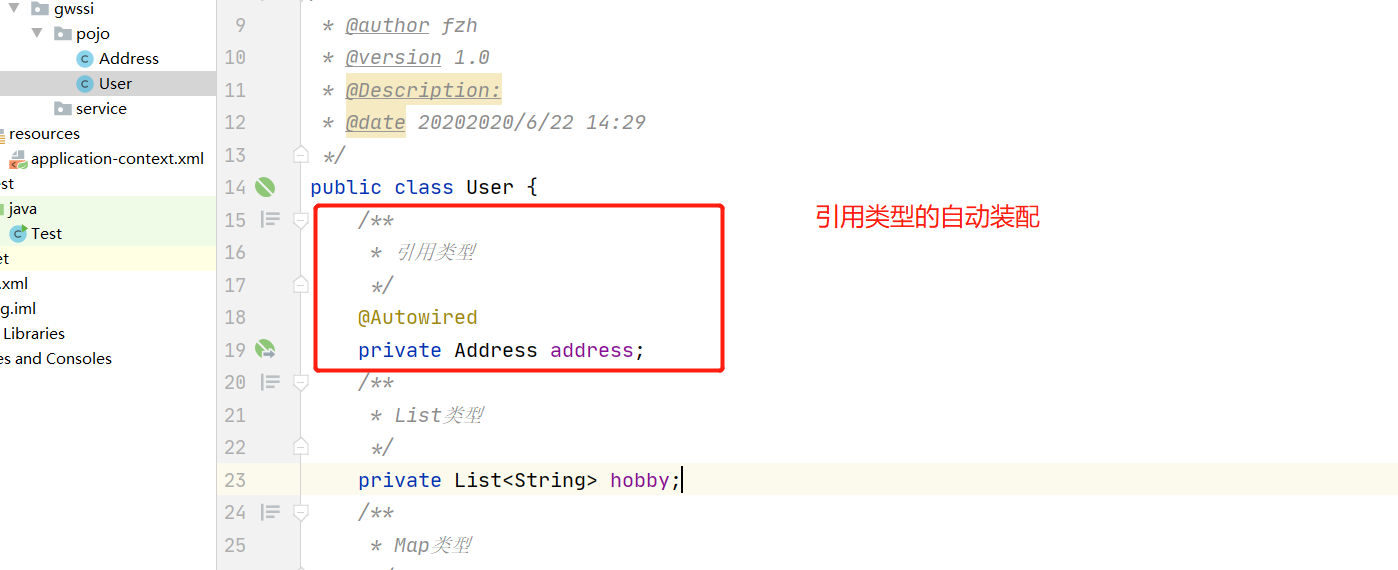 gwssi
pojo
Address
User
service
resources
application-context.xml
st
java
Test
et
.xml
g.iml
Libraries
es and Consoles
9 * @author fzh
10 * @version 1.0
11 * @Description:
12 * @date 20202020/6/22 14:29
13 */
14 public class User {
15 /**
16 * 引用类型
17 */
18 @Autowired
19 private Address address;
20 /**
21 * List类型
22 */
23 private List<String> hobby;
24 /**
25 * Map类型
引用类型的自动装配